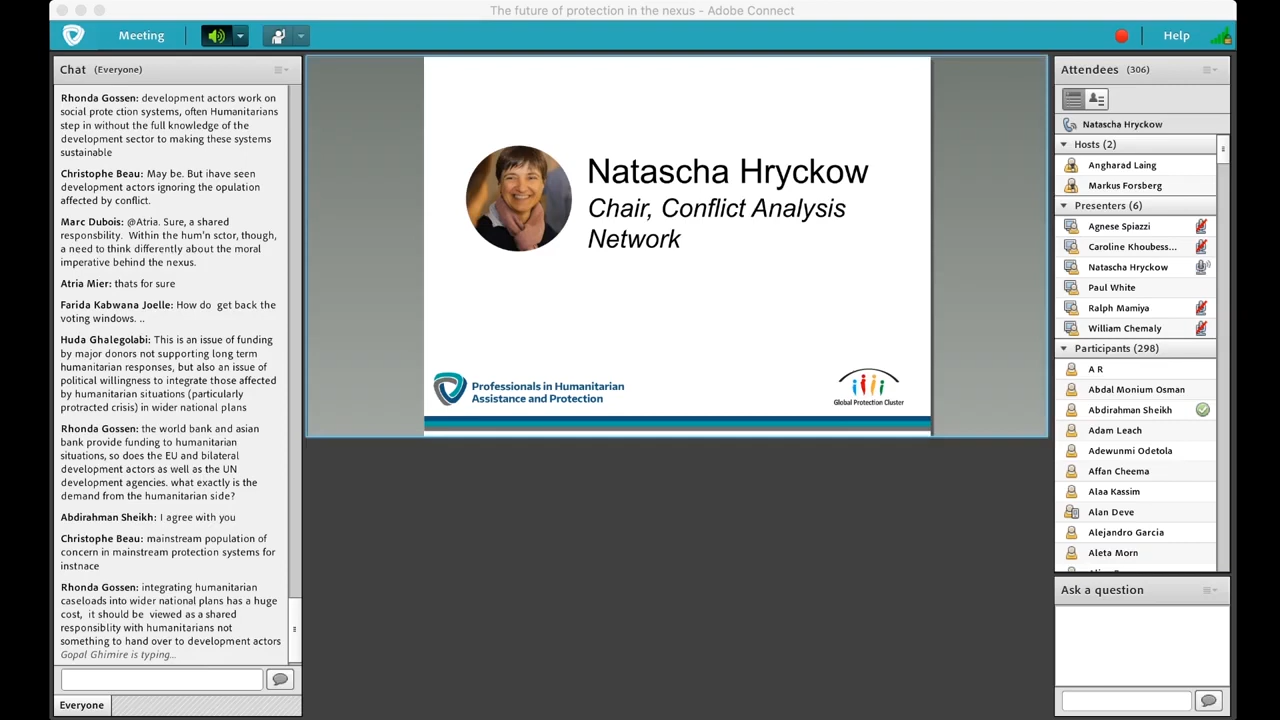 The future of protection in the nexus - Adobe Connect
Meeting
Help
Chat (Everyone)
Rhonda Gossen: development actors work on
social prote ction systems, often Humanitarians
step in without the full knowledge of the
development sector to making these systems
sustainable
Christophe Beau: May be. But ihave seen
development actors ignoring the opulation
affected by conflict.
Marc Dubois: @Atria. Sure, a shared
responsbility. Within the hum'n sctor, though,
a need to think differently about the moral
imperative behind the nexus.
Atria Mier: thats for sure
Farida Kabwana Joelle: How do get back the
voting windows. ..
Huda Ghalegolabi: This is an issue of funding
by major donors not supporting long term
humanitarian responses, but also an issue of
political willingness to integrate those affected
by humanitarian situations (particularly
protracted crisis) in wider national plans
Rhonda Gossen: the world bank and asian
bank provide funding to humanitarian
situations, so does the EU and bilateral
development actors as well as the UN
development agencies. what exactly is the
demand from the humanitarian side?
Abdirahman Sheikh: I agree with you
Christophe Beau: mainstream population of
concern in mainstream protection systems for
instnace
Rhonda Gossen: integrating humanitarian
caseloads into wider national plans has a huge
cost, it should be viewed as a shared
responsiblity with humanitarians not
something to hand over to development actors
Gopal Ghimire is typing...
Everyone
Natascha Hryckow
Chair, Conflict Analysis
Network
Professionals in Humanitarian
Assistance and Protection
Global Protection Cluster
Attendees (306)
Natascha Hryckow
Hosts (2)
Angharad Laing
Markus Forsberg
Presenters (6)
Agnese Spiazzi
Caroline Khoubess...
Natascha Hryckow
Paul White
Ralph Mamiya
William Chemaly
Participants (298)
A R
Abdal Monium Osman
Abdirahman Sheikh
Adam Leach
Adewunmi Odetola
Affan Cheema
Alaa Kassim
Alan Deve
Alejandro Garcia
Aleta Morn
Ask a question